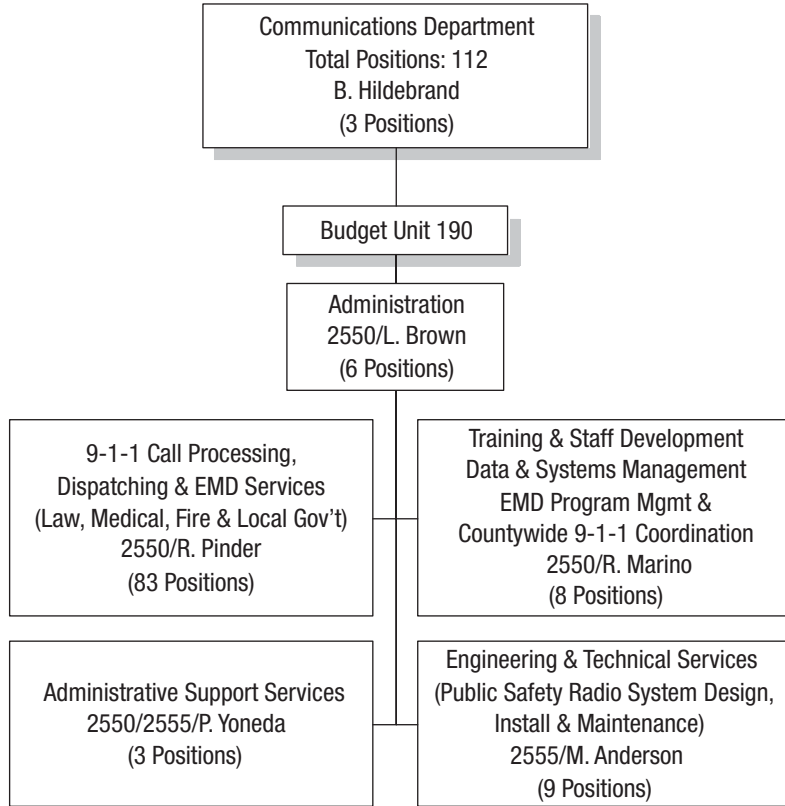 Communications Department
Total Positions: 112
B. Hildebrand
(3 Positions)
Budget Unit 190
Administration
2550/L. Brown
(6 Positions)
9-1-1 Call Processing,
Dispatching & EMD Services
(Law, Medical, Fire & Local Gov't)
2550/R. Pinder
(83 Positions)
Training & Staff Development
Data & Systems Management
EMD Program Mgmt &
Countywide 9-1-1 Coordination
2550/R. Marino
(8 Positions)
Administrative Support Services
2550/2555/P. Yoneda
(3 Positions)
Engineering & Technical Services
(Public Safety Radio System Design,
Install & Maintenance)
2555/M. Anderson
(9 Positions)